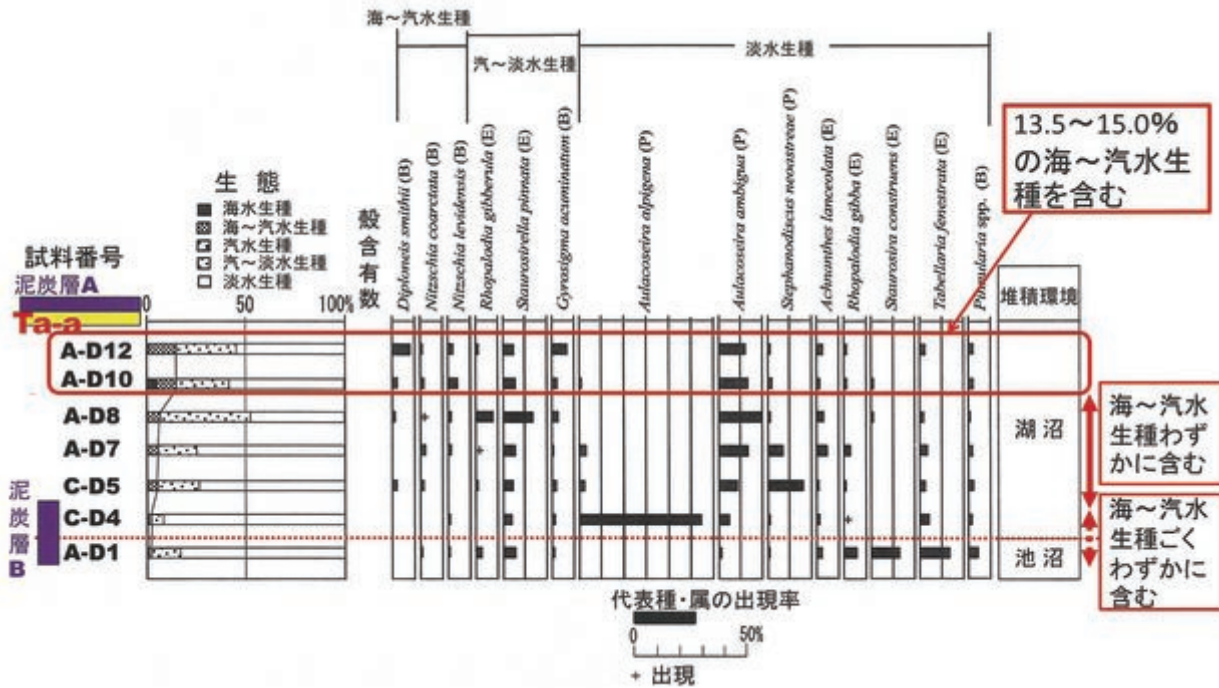 海～汽水生種
汽～淡水生種
淡水生種
13.5～15.0%
の海～汽水生
種を含む
生態
海水生種
海～汽水生種
汽水生種
汽～淡水生種
淡水生種
殻含有数
Diploneis smithii (B)
Nitzschia coarctata (B)
Nitzschia levidensis (B)
Rhopalodia gibberula (E)
Staurosirella pinnata (E)
Gyrosigma acuminatum (B)
Aulacoseira alpigena (P)
Aulacoseira ambigua (P)
Stephanodiscus neoastreae (P)
Achnanthes lanceolata (E)
Rhopalodia gibba (E)
Staurosira construens (E)
Tabellaria fenestrata (E)
Pinnularia spp. (B)
堆積環境
試料番号
泥炭層A
0 50 100%
Ta-a
A-D12
A-D10
A-D8
+
A-D7
+
C-D5
C-D4
+
A-D1
泥炭層B
湖沼
池沼
海～汽水
生種わず
かに含む
海～汽水
生種ごく
わずかに
含む
代表種・属の出現率
0 50%
+ 出現